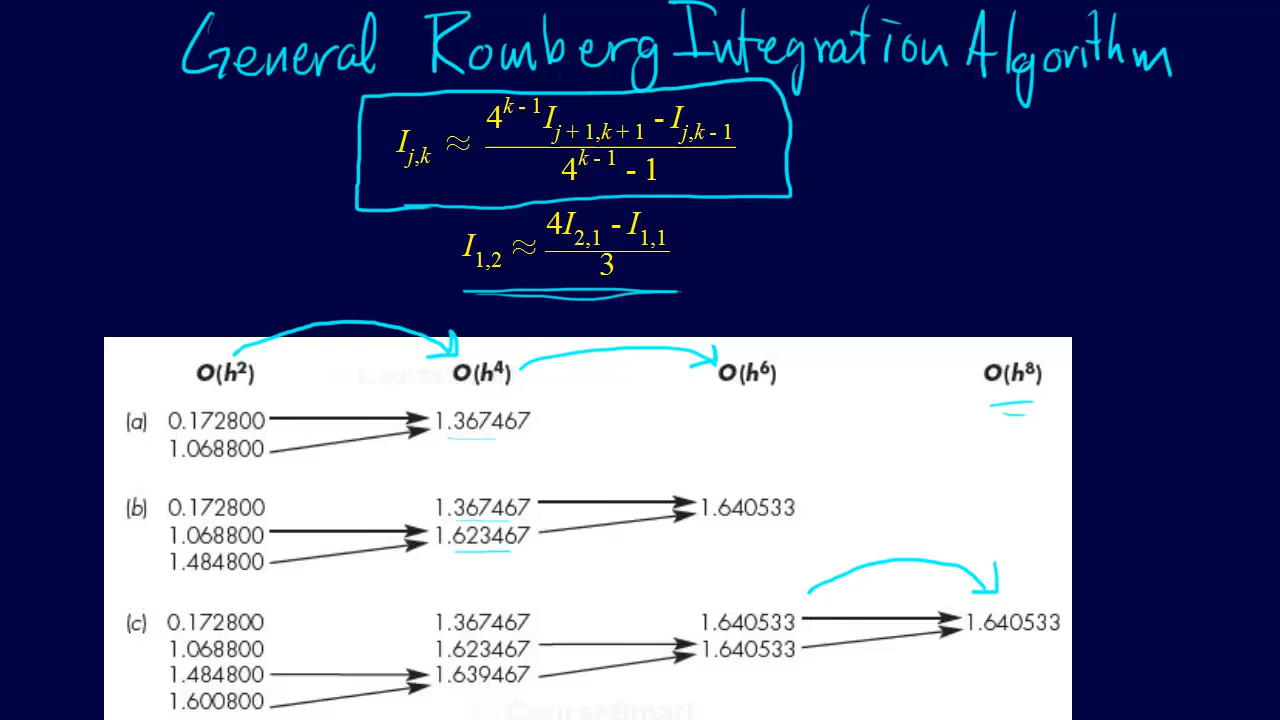 General Romberg Integration Algorithm
I_{j,k} ≈ \frac{4^{k-1}I_{j+1,k+1} - I_{j,k-1}}{4^{k-1} - 1}
I_{1,2} ≈ \frac{4I_{2,1} - I_{1,1}}{3}
O(h²) O(h⁴) O(h⁶) O(h⁸)
(a) 0.172800 1.367467
1.068800
(b) 0.172800 1.367467 1.640533
1.068800 1.623467
1.484800
(c) 0.172800 1.367467 1.640533 1.640533
1.068800 1.623467 1.640533
1.484800 1.639467
1.600800
CourseSmart